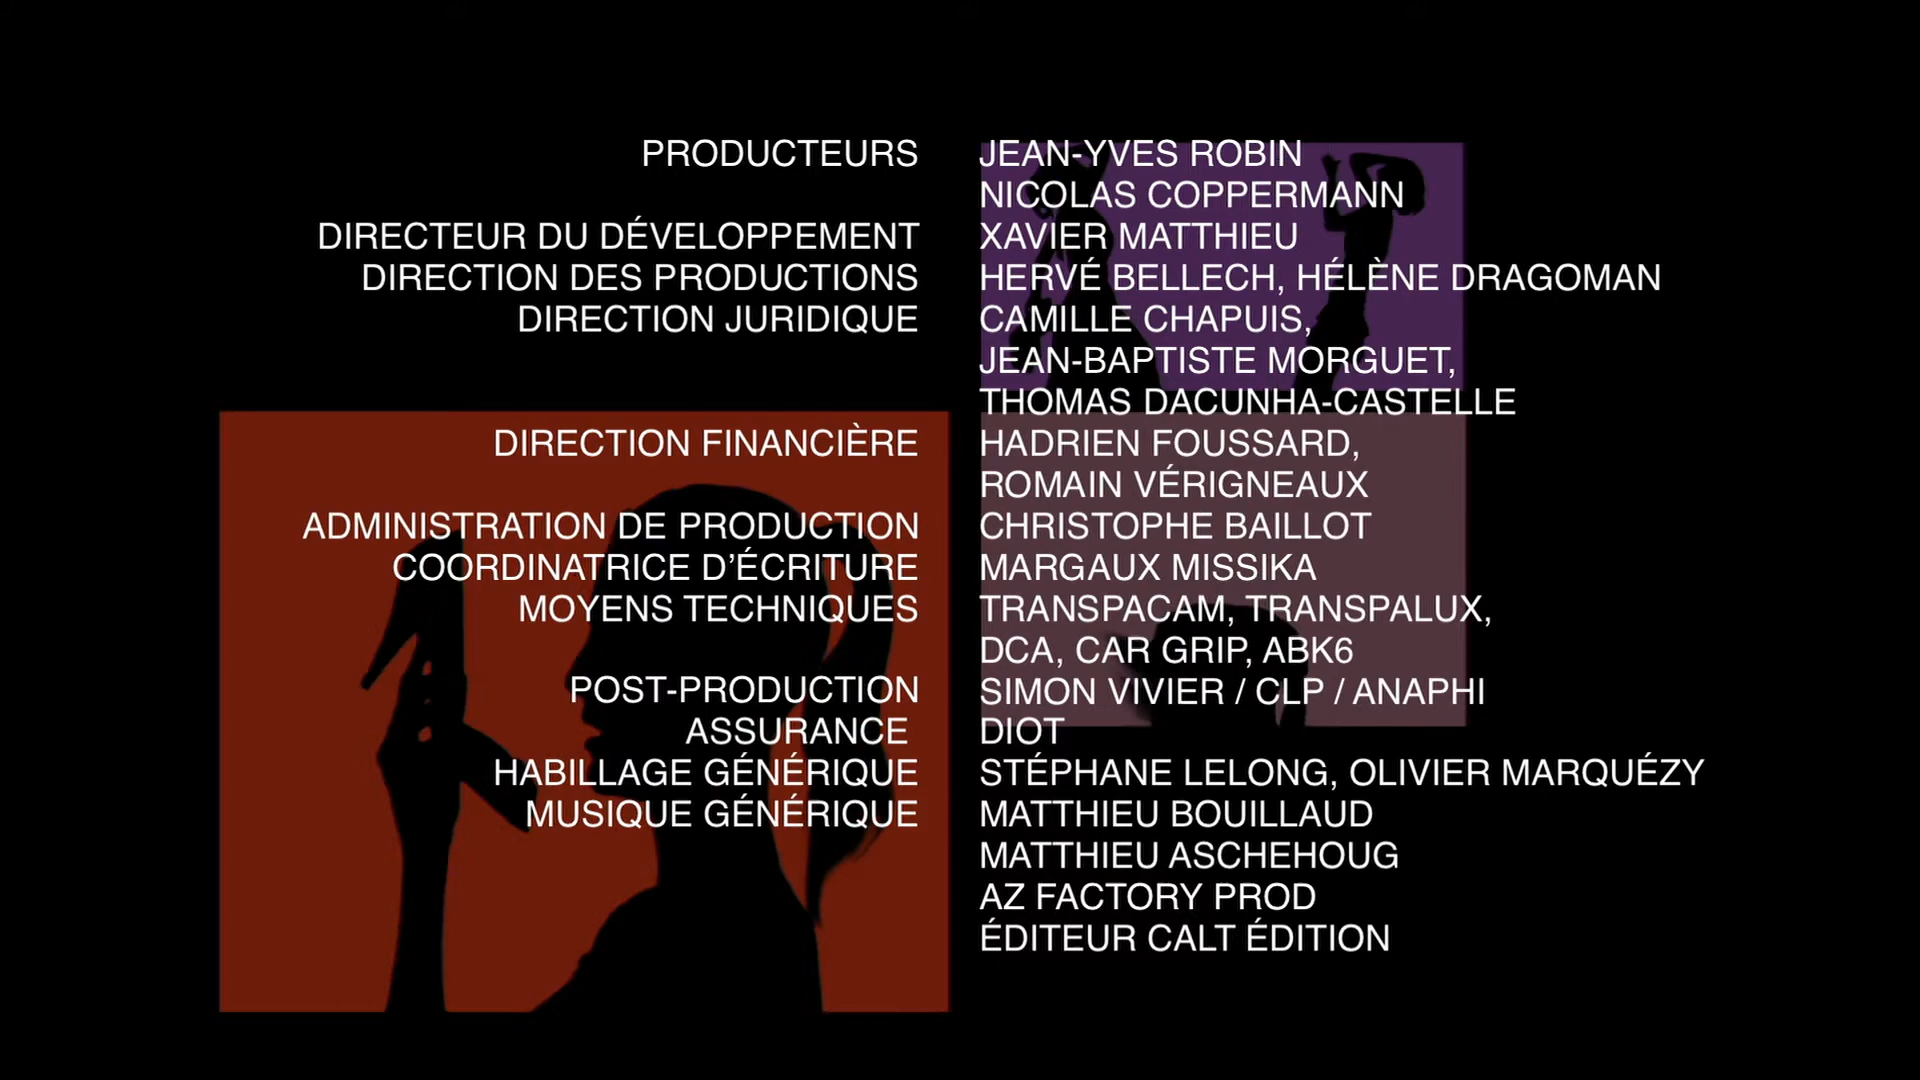 PRODUCTEURS JEAN-YVES ROBIN
NICOLAS COPPERMANN
DIRECTEUR DU DÉVELOPPEMENT XAVIER MATTHIEU
DIRECTION DES PRODUCTIONS HERVÉ BELLECH, HÉLÈNE DRAGOMAN
DIRECTION JURIDIQUE CAMILLE CHAPUIS,
JEAN-BAPTISTE MORGUET,
THOMAS DACUNHA-CASTELLE
DIRECTION FINANCIÈRE HADRIEN FOUSSARD,
ROMAIN VÉRIGNEAUX
ADMINISTRATION DE PRODUCTION CHRISTOPHE BAILLOT
COORDINATRICE D’ÉCRITURE MARGAUX MISSIKA
MOYENS TECHNIQUES TRANSPACAM, TRANSPALUX,
DCA, CAR GRIP, ABK6
POST-PRODUCTION SIMON VIVIER / CLP / ANAPHI
ASSURANCE DIOT
HABILLAGE GÉNÉRIQUE STÉPHANE LELONG, OLIVIER MARQUÉZY
MUSIQUE GÉNÉRIQUE MATTHIEU BOUILLAUD
MATTHIEU ASCHEHOUG
AZ FACTORY PROD
ÉDITEUR CALT ÉDITION